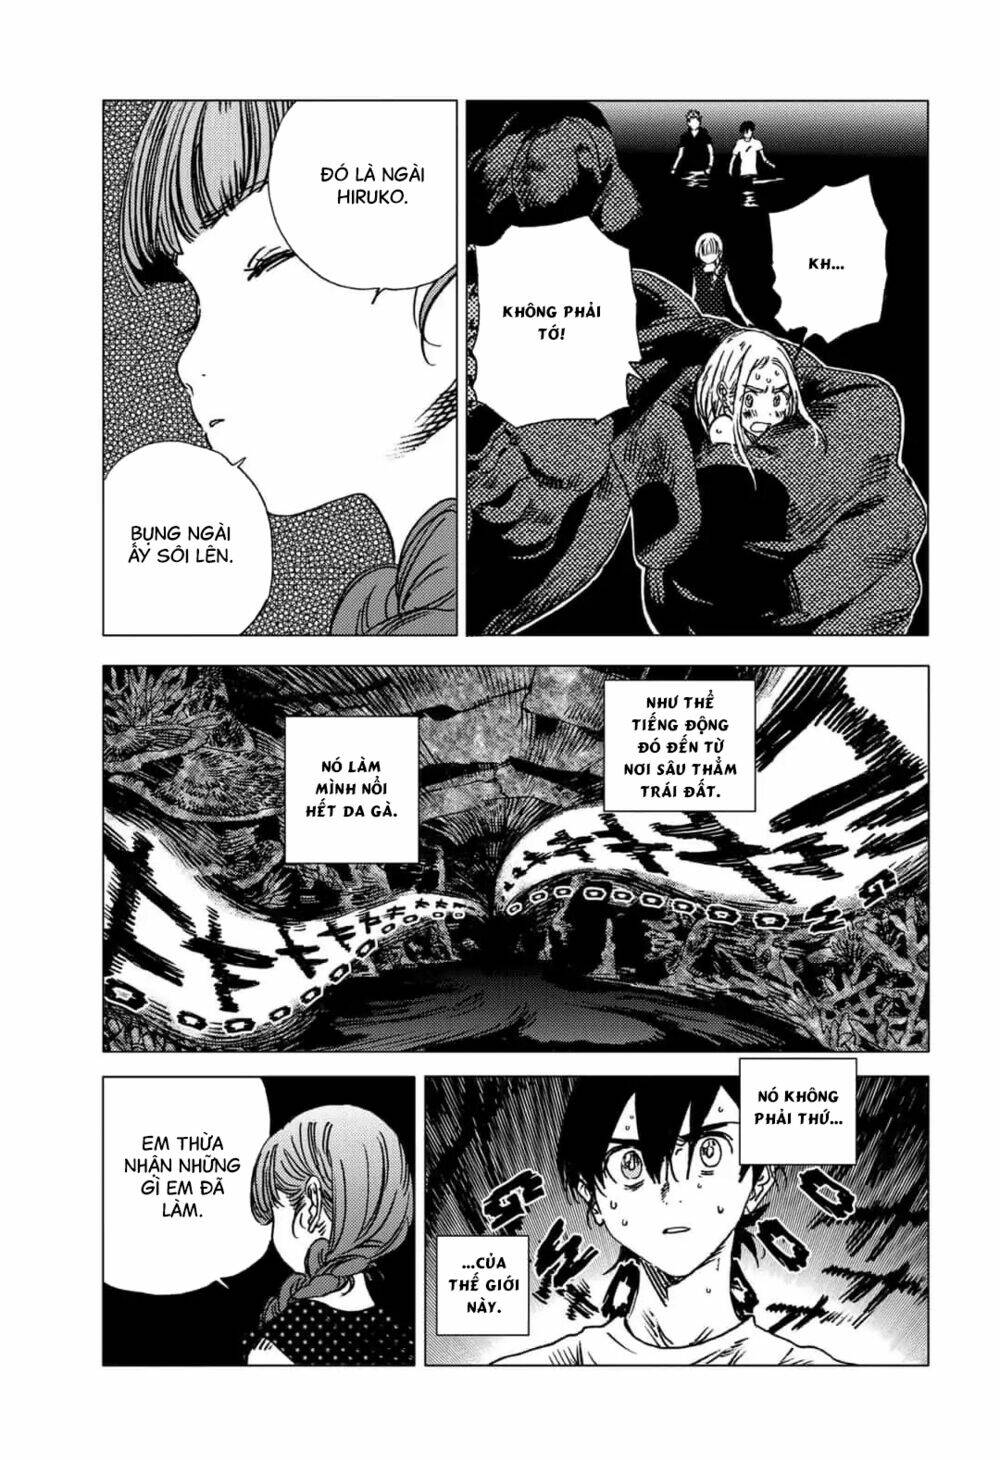 KH...
KHÔNG PHẢI
TỚ!
ĐÓ LÀ NGÀI
HIRUKO.
BỤNG NGÀI
ẤY SÔI LÊN.
NHƯ THỂ
TIẾNG ĐỘNG
ĐÓ ĐẾN TỪ
NƠI SÂU THẲM
TRÁI ĐẤT.
NÓ LÀM
MÌNH NỔI
HẾT DA GÀ.
NÓ KHÔNG
PHẢI THỨ...
...CỦA
THẾ GIỚI
NÀY.
EM THỪA
NHẬN NHỮNG
GÌ EM ĐÃ
LÀM.